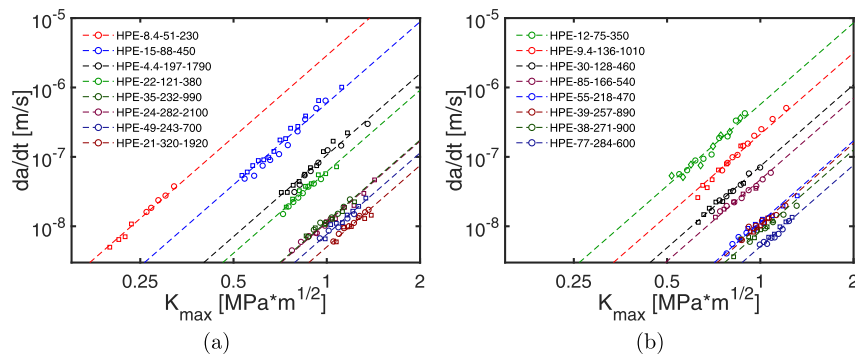 (a)
10^-5
10^-6
10^-7
10^-8
da/dt [m/s]
HPE-8.4-51-230
HPE-15-88-450
HPE-4.4-197-1790
HPE-22-121-380
HPE-35-232-990
HPE-24-282-2100
HPE-49-243-700
HPE-21-320-1920
0.25 0.5 1 2
K_max [MPa*m^1/2]
(a)
(b)
10^-5
10^-6
10^-7
10^-8
da/dt [m/s]
HPE-12-75-350
HPE-9.4-136-1010
HPE-30-128-460
HPE-85-166-540
HPE-55-218-470
HPE-39-257-890
HPE-38-271-900
HPE-77-284-600
0.25 0.5 1 2
K_max [MPa*m^1/2]
(b)